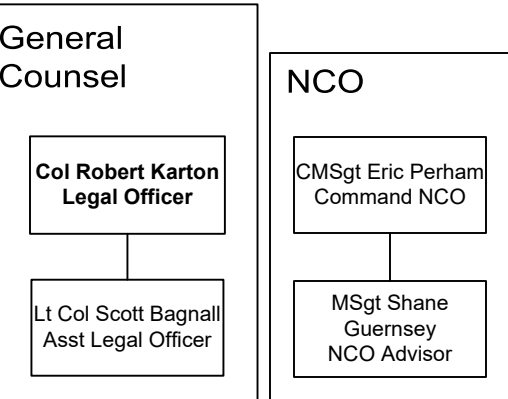 General
Counsel
Col Robert Karton
Legal Officer
Lt Col Scott Bagnall
Asst Legal Officer
NCO
CMSgt Eric Perham
Command NCO
MSgt Shane
Guernsey
NCO Advisor